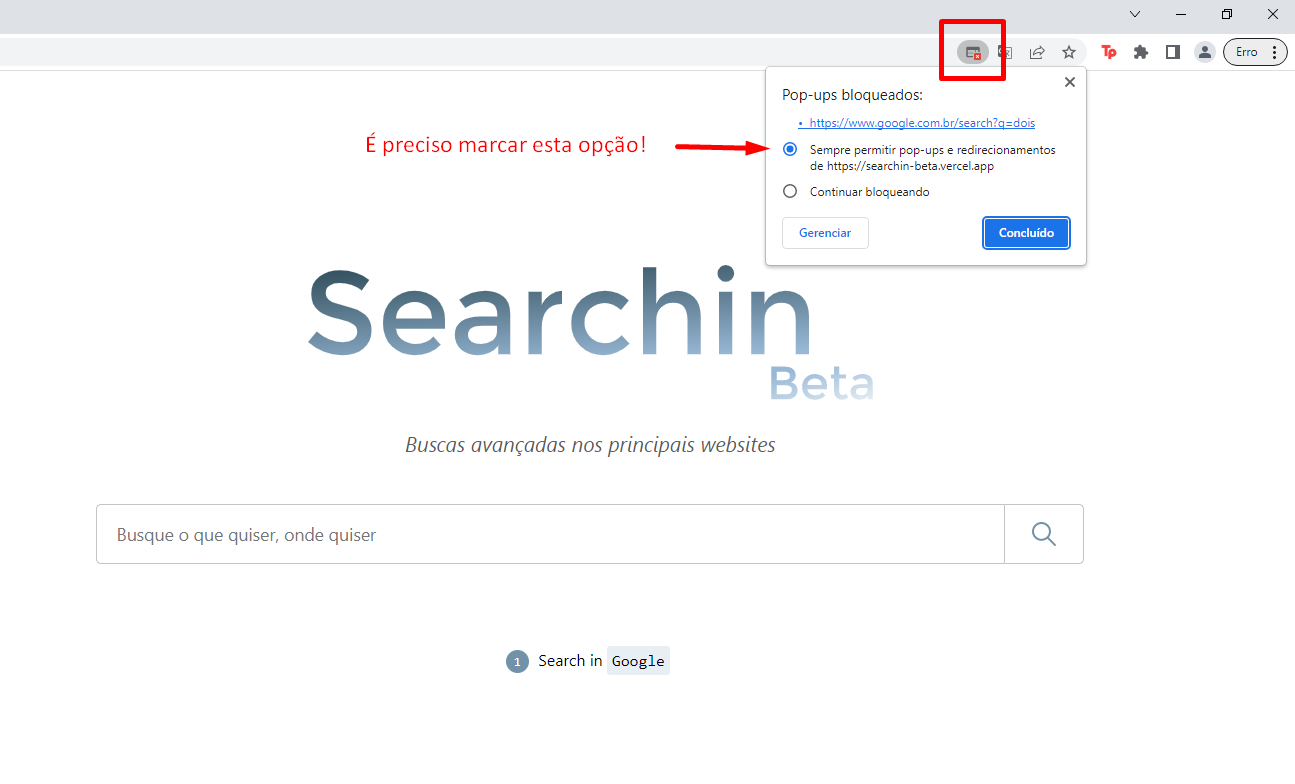 Erro
Pop-ups bloqueados:
• https://www.google.com.br/search?q=dois
É preciso marcar esta opção!
Sempre permitir pop-ups e redirecionamentos
de https://searchin-beta.vercel.app
Continuar bloqueando
Gerenciar
Concluído
Searchin
Beta
Buscas avançadas nos principais websites
Busque o que quiser, onde quiser
1 Search in Google